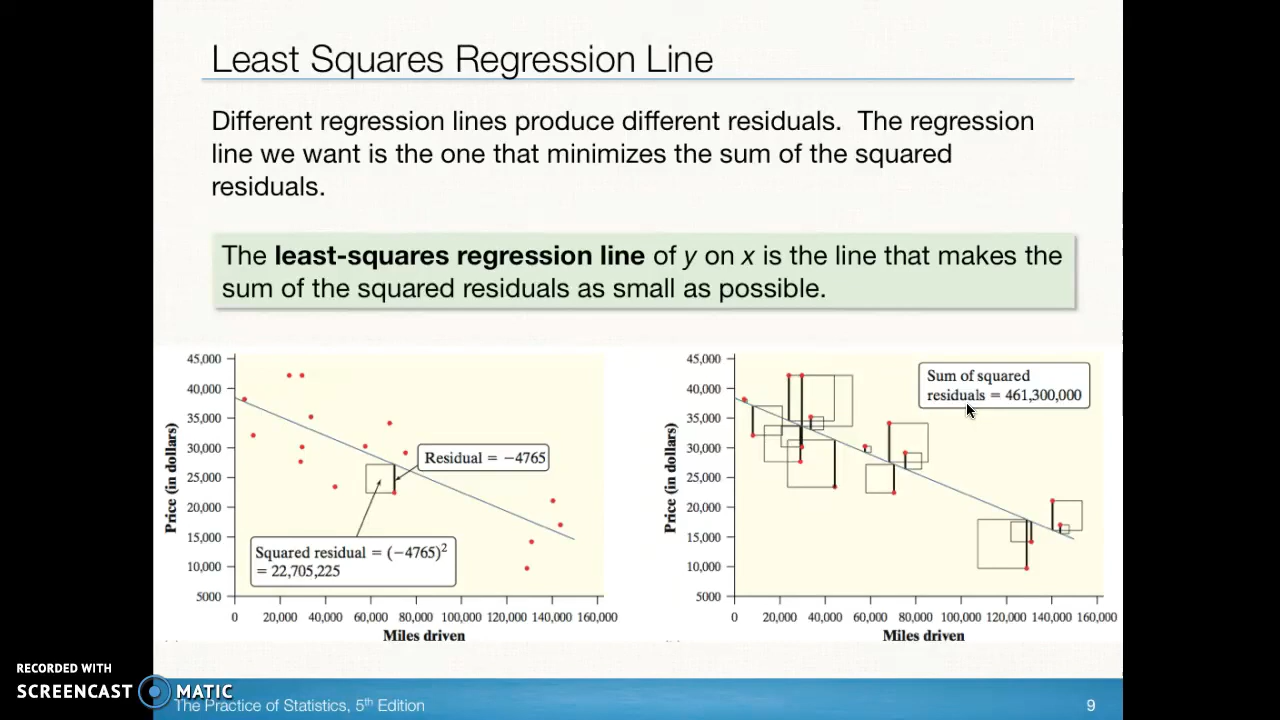 Least Squares Regression Line
Different regression lines produce different residuals. The regression
line we want is the one that minimizes the sum of the squared
residuals.
The least-squares regression line of y on x is the line that makes the
sum of the squared residuals as small as possible.
45,000
40,000
35,000
30,000
25,000
20,000
15,000
10,000
5000
Price (in dollars)
Residual = −4765
Squared residual = (−4765)²
= 22,705,225
0 20,000 40,000 60,000 80,000 100,000 120,000 140,000 160,000
Miles driven
45,000
40,000
35,000
30,000
25,000
20,000
15,000
10,000
5000
Price (in dollars)
Sum of squared
residuals = 461,300,000
0 20,000 40,000 60,000 80,000 100,000 120,000 140,000 160,000
Miles driven
RECORDED WITH
SCREENCAST MATIC
The Practice of Statistics, 5th Edition
9